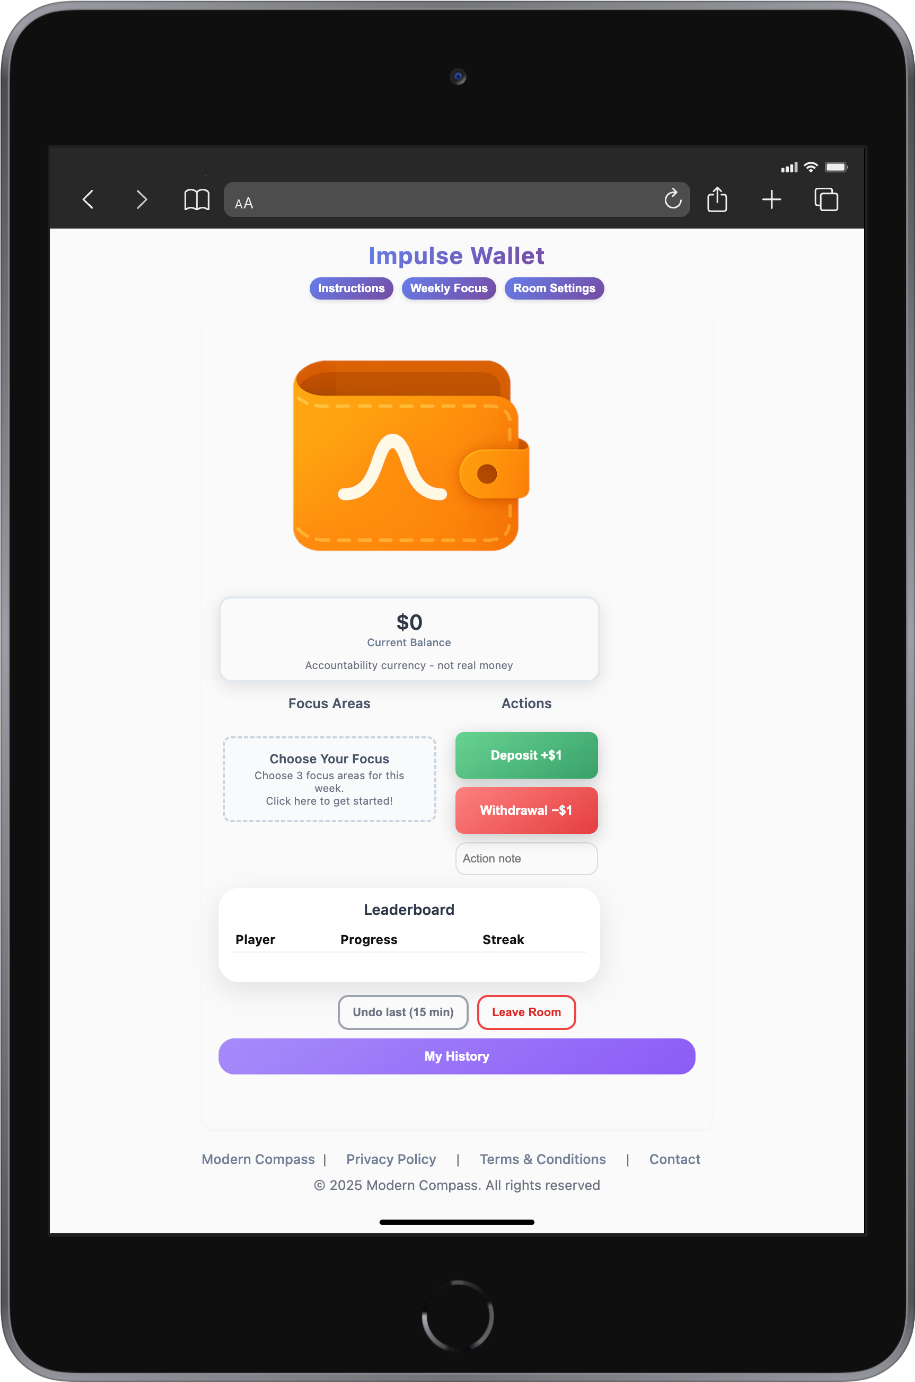 AA
Impulse Wallet
Instructions Weekly Focus Room Settings
$0
Current Balance
Accountability currency - not real money
Focus Areas
Actions
Choose Your Focus
Choose 3 focus areas for this
week.
Click here to get started!
Deposit +$1
Withdrawal −$1
Action note
Leaderboard
Player Progress Streak
Undo last (15 min) Leave Room
My History
Modern Compass | Privacy Policy | Terms & Conditions | Contact
© 2025 Modern Compass. All rights reserved